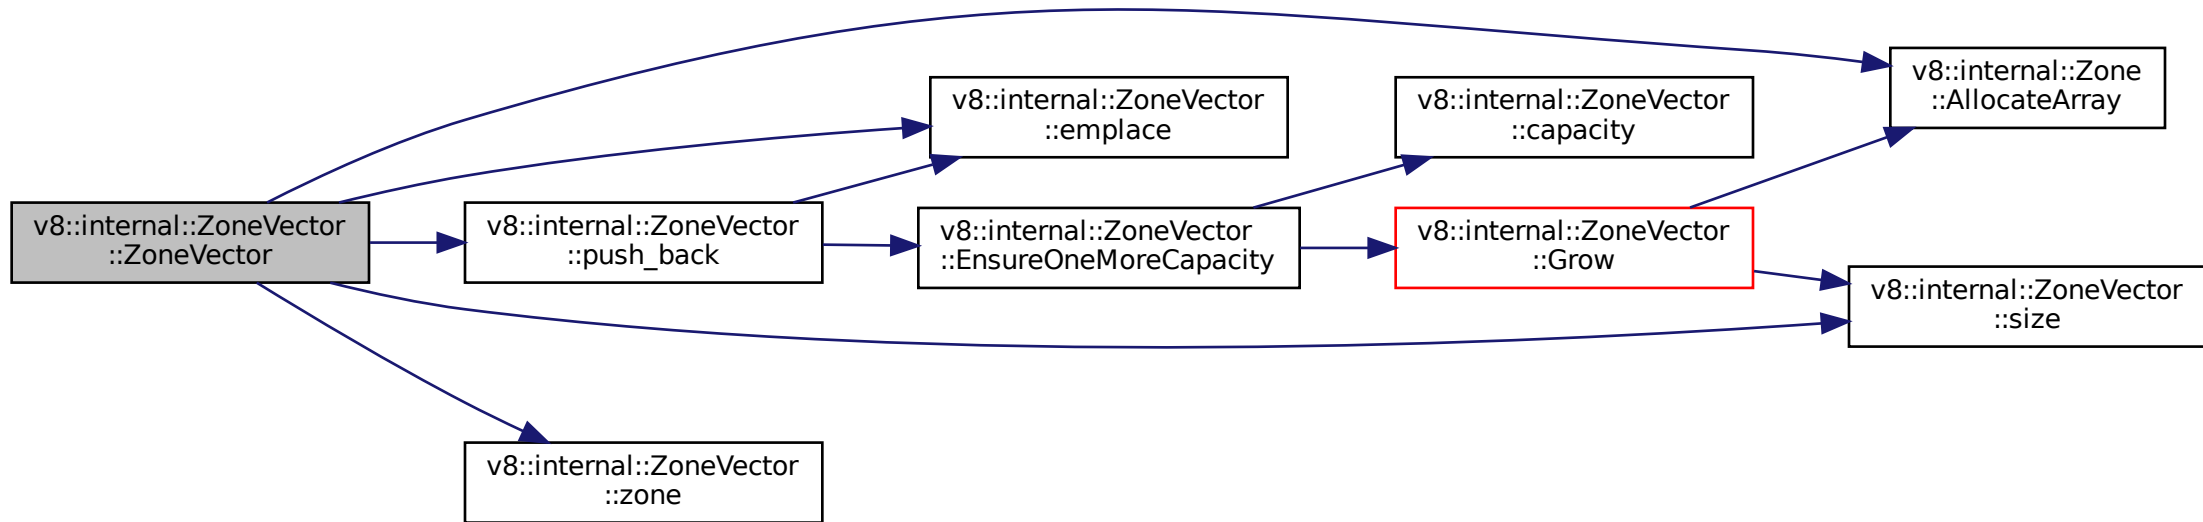 v8::internal::ZoneVector
::ZoneVector
v8::internal::ZoneVector
::push_back
v8::internal::ZoneVector
::zone
v8::internal::ZoneVector
::emplace
v8::internal::ZoneVector
::EnsureOneMoreCapacity
v8::internal::ZoneVector
::capacity
v8::internal::ZoneVector
::Grow
v8::internal::Zone
::AllocateArray
v8::internal::ZoneVector
::size